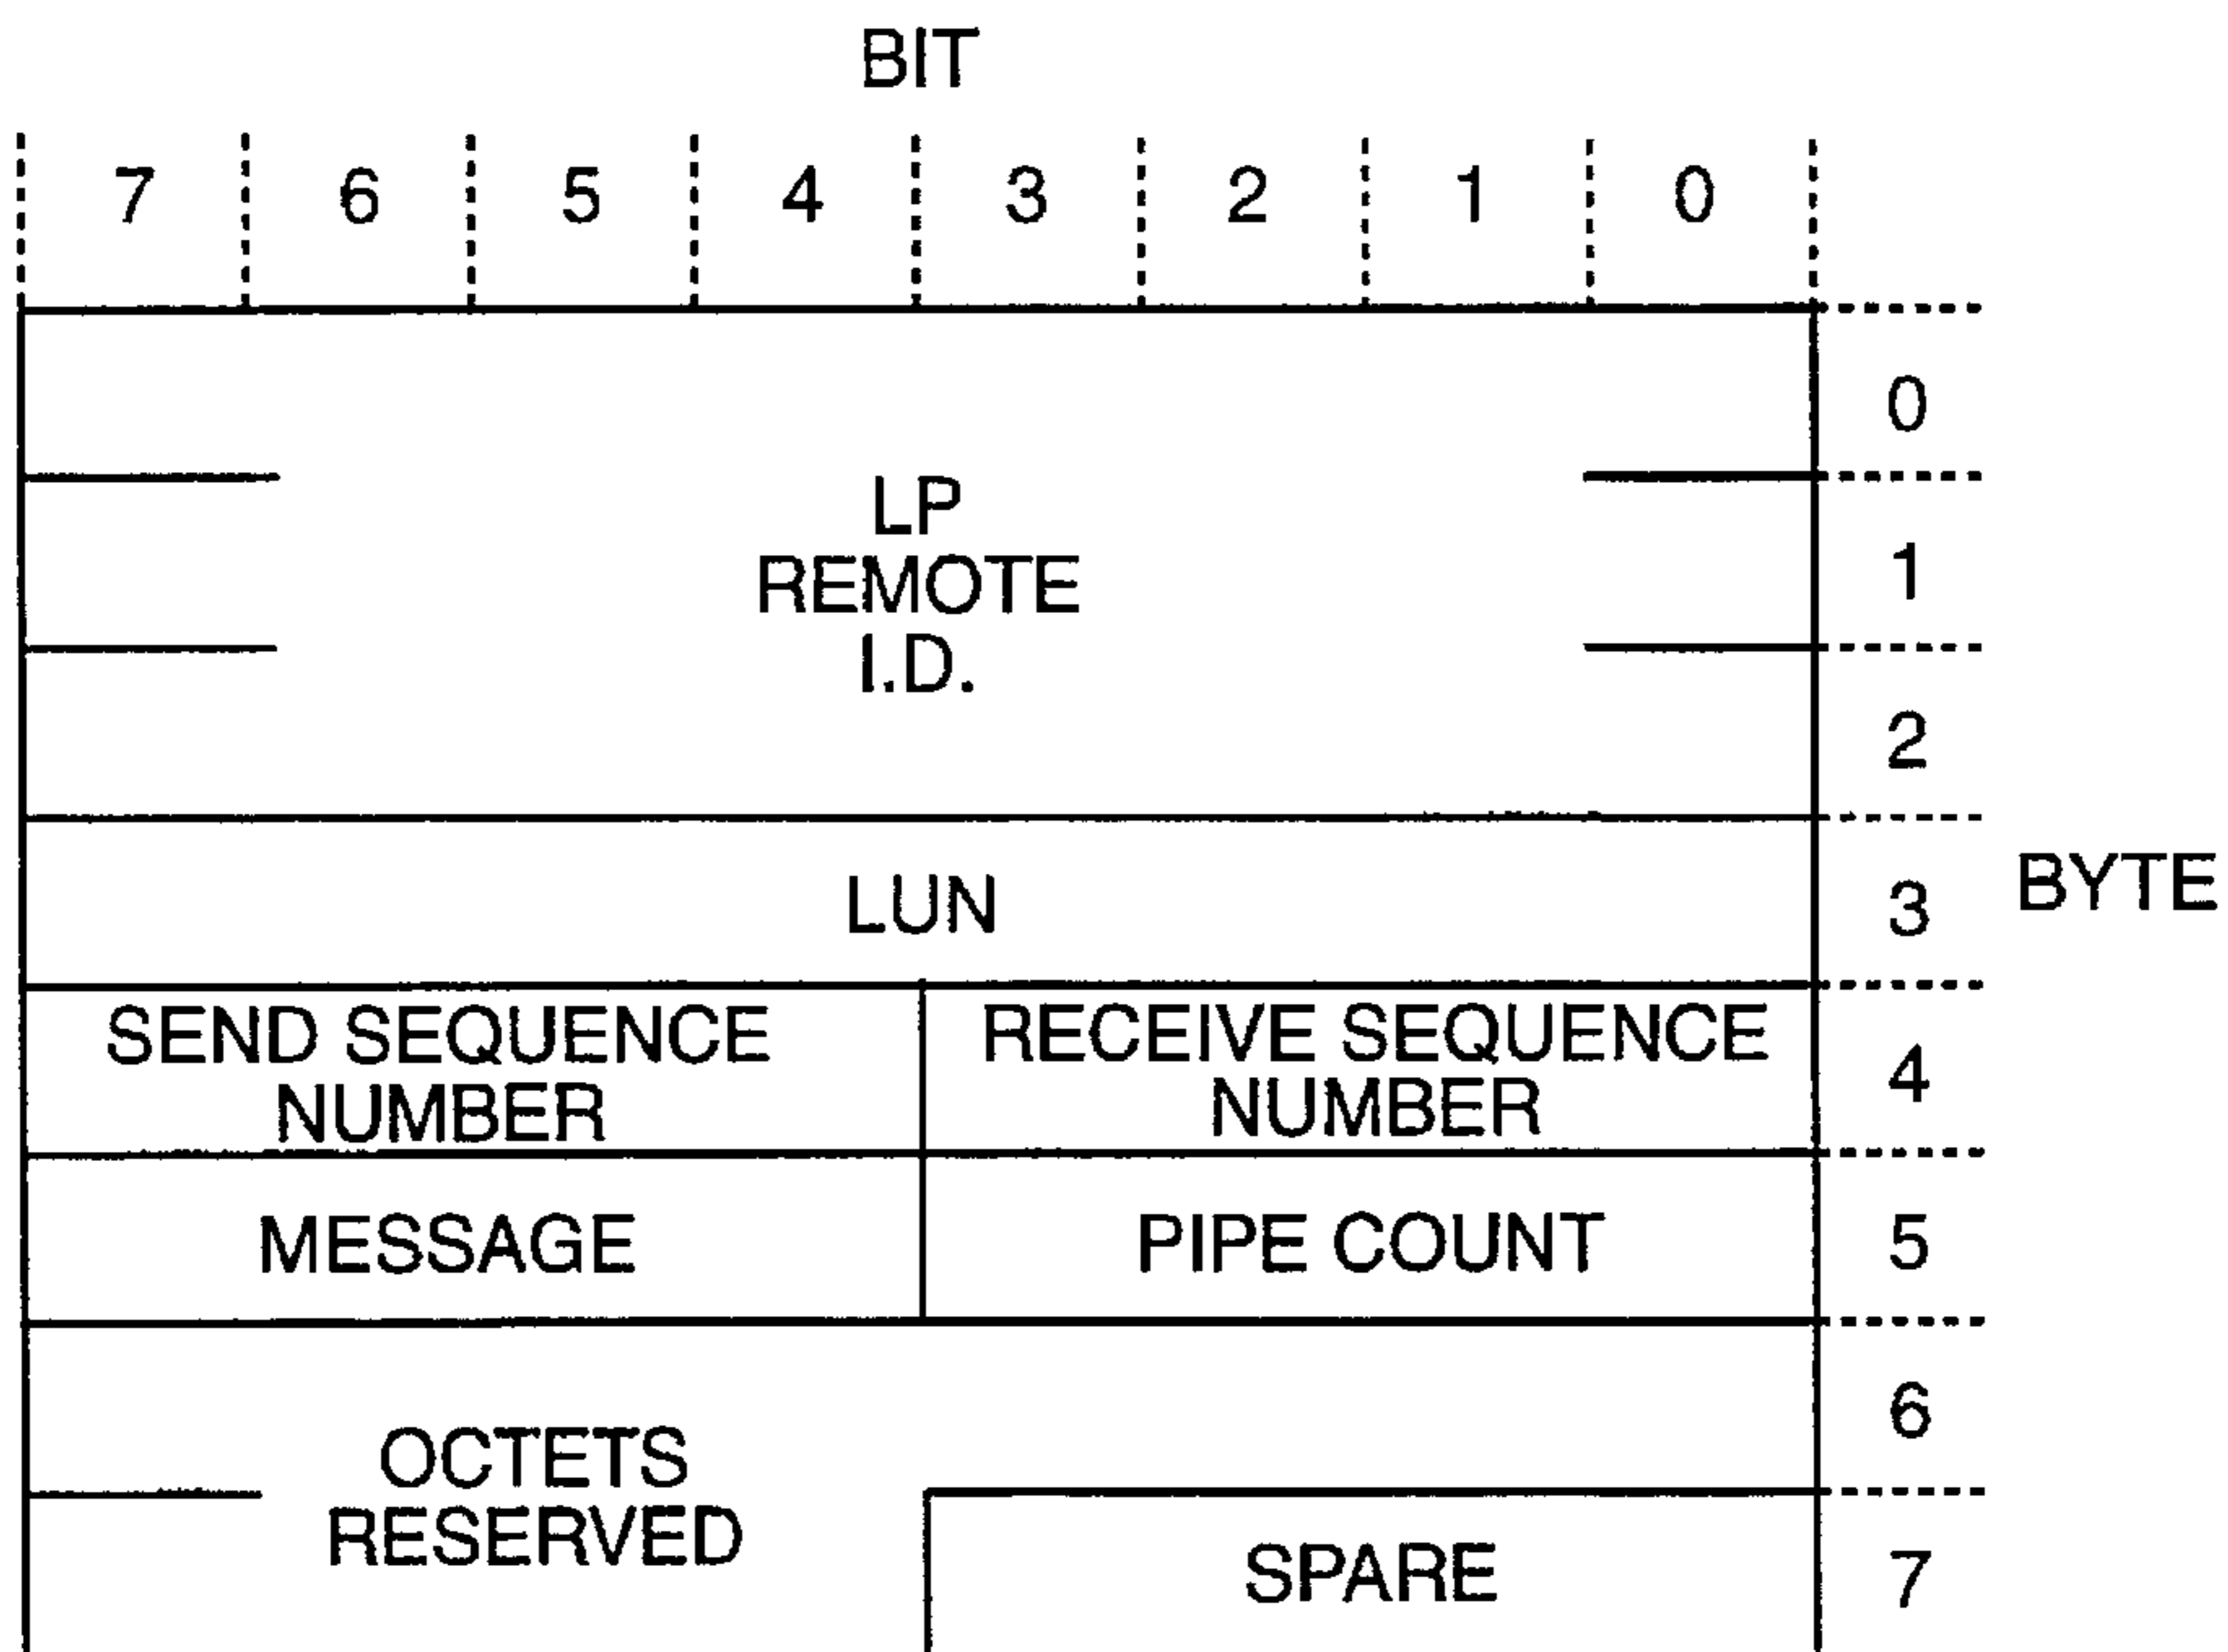 BIT
7 6 5 4 3 2 1 0
0
LP
REMOTE
I.D.
1
2
LUN
3
BYTE
SEND SEQUENCE
NUMBER
RECEIVE SEQUENCE
NUMBER
4
MESSAGE
PIPE COUNT
5
6
OCTETS
RESERVED
SPARE
7